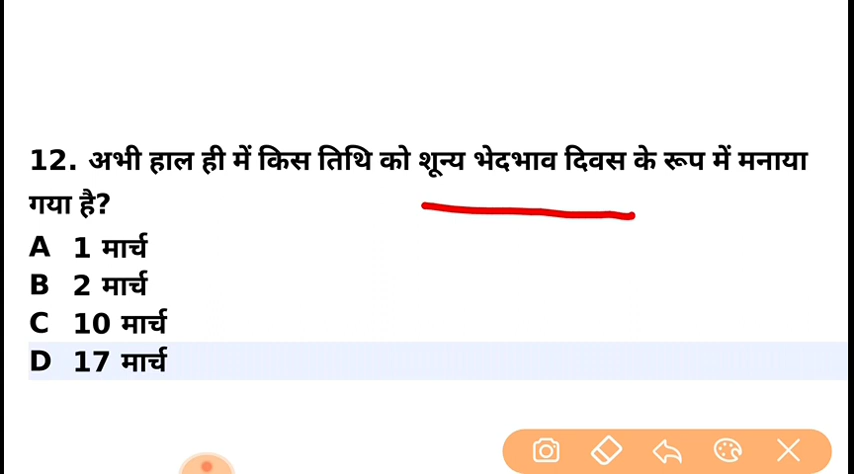 12. अभी हाल ही में किस तिथि को शून्य भेदभाव दिवस के रूप में मनाया
गया है?
A 1 मार्च
B 2 मार्च
C 10 मार्च
D 17 मार्च